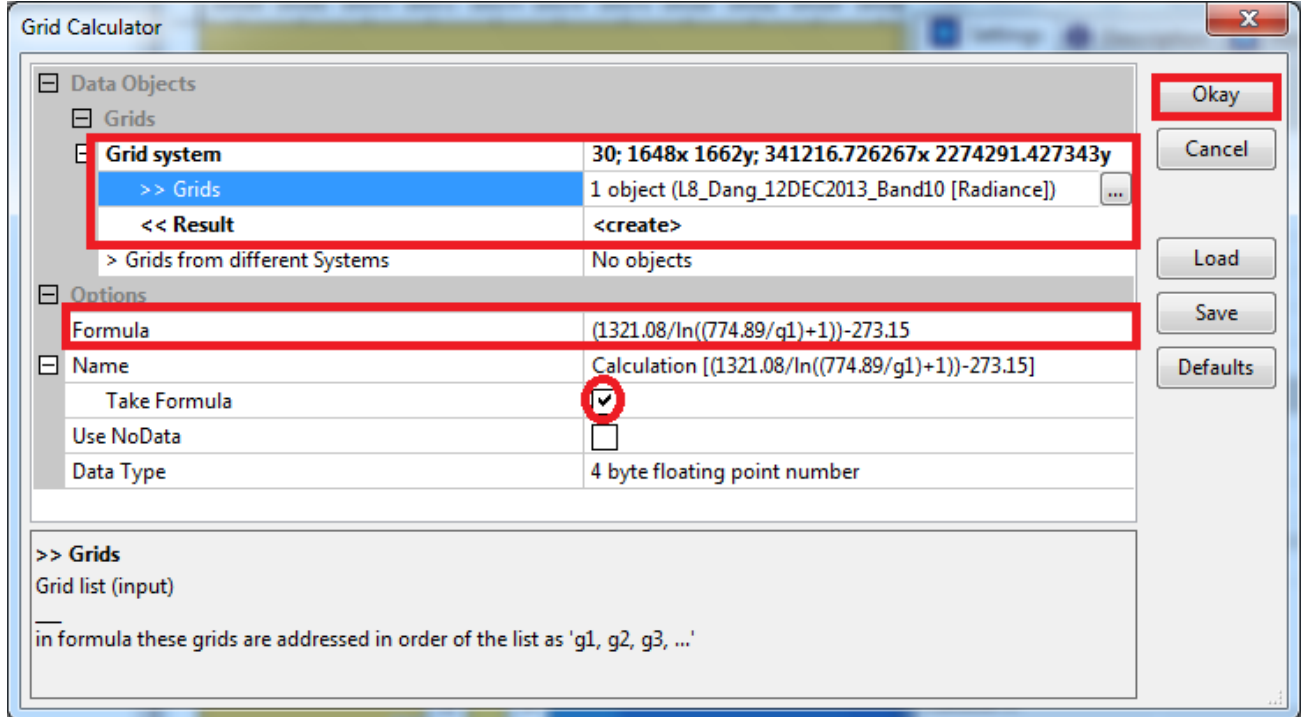 Grid Calculator
Data Objects
Okay
Grids
Grid system 30; 1648x 1662y; 341216.726267x 2274291.427343y
Cancel
>> Grids 1 object (L8_Dang_12DEC2013_Band10 [Radiance]) ...
<< Result <create>
> Grids from different Systems No objects
Load
Options
Formula (1321.08/ln((774.89/g1)+1))-273.15
Save
Name Calculation [(1321.08/ln((774.89/g1)+1))-273.15]
Defaults
Take Formula
Use NoData
Data Type 4 byte floating point number
>> Grids
Grid list (input)
___
in formula these grids are addressed in order of the list as 'g1, g2, g3, ...'